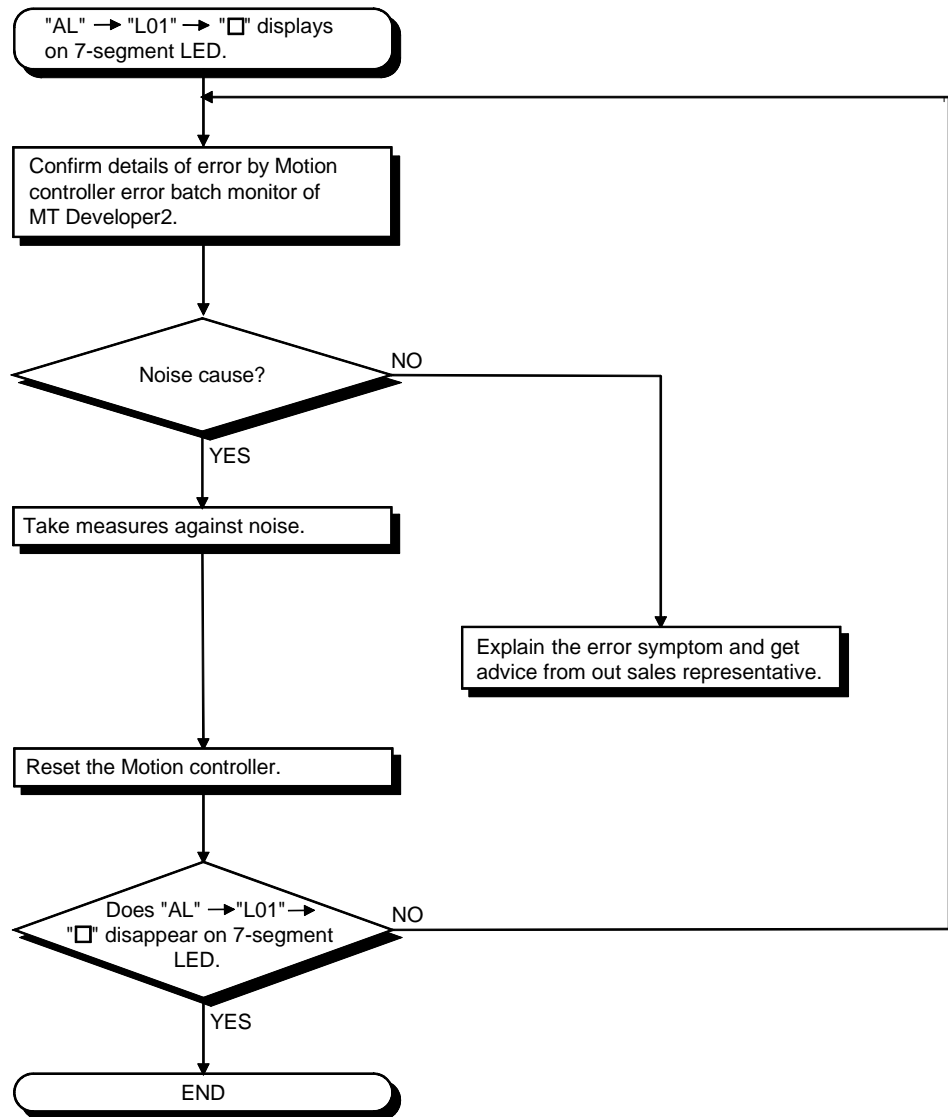 "AL" → "L01" → "□" displays
on 7-segment LED.
Confirm details of error by Motion
controller error batch monitor of
MT Developer2.
Noise cause?
NO
YES
Take measures against noise.
Explain the error symptom and get
advice from out sales representative.
Reset the Motion controller.
Does "AL" → "L01" →
"□" disappear on 7-segment
LED.
NO
YES
END